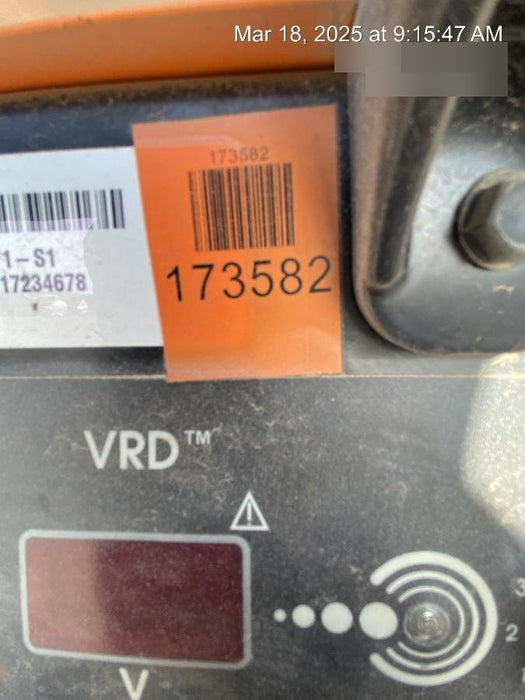 Mar 18, 2025 at 9:15:47 AM
173582
173582
1-S1
17234678
VRD™
V
3
2